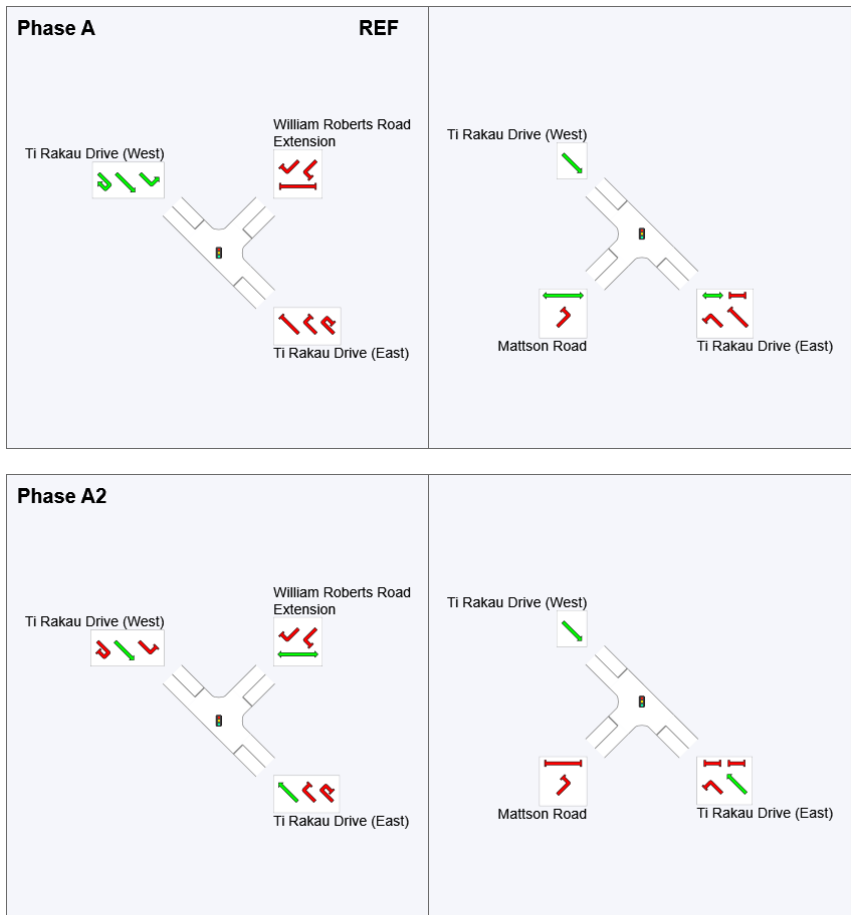 Phase A
REF
William Roberts Road
Extension
Ti Rakau Drive (West)
Ti Rakau Drive (East)
Ti Rakau Drive (West)
Mattson Road
Ti Rakau Drive (East)
Phase A2
William Roberts Road
Extension
Ti Rakau Drive (West)
Ti Rakau Drive (East)
Ti Rakau Drive (West)
Mattson Road
Ti Rakau Drive (East)